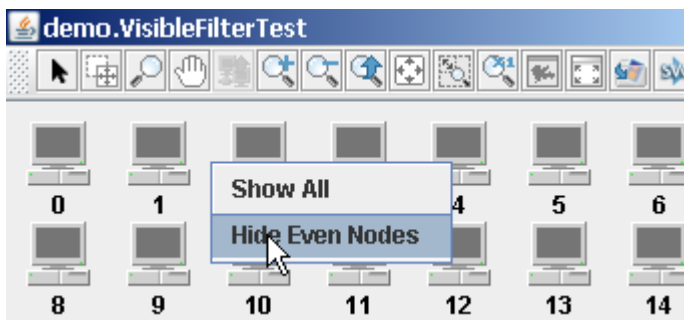 demo.VisibleFilterTest
x1
Show All
0 1 4 5 6
Hide Even Nodes
8 9 10 11 12 13 14